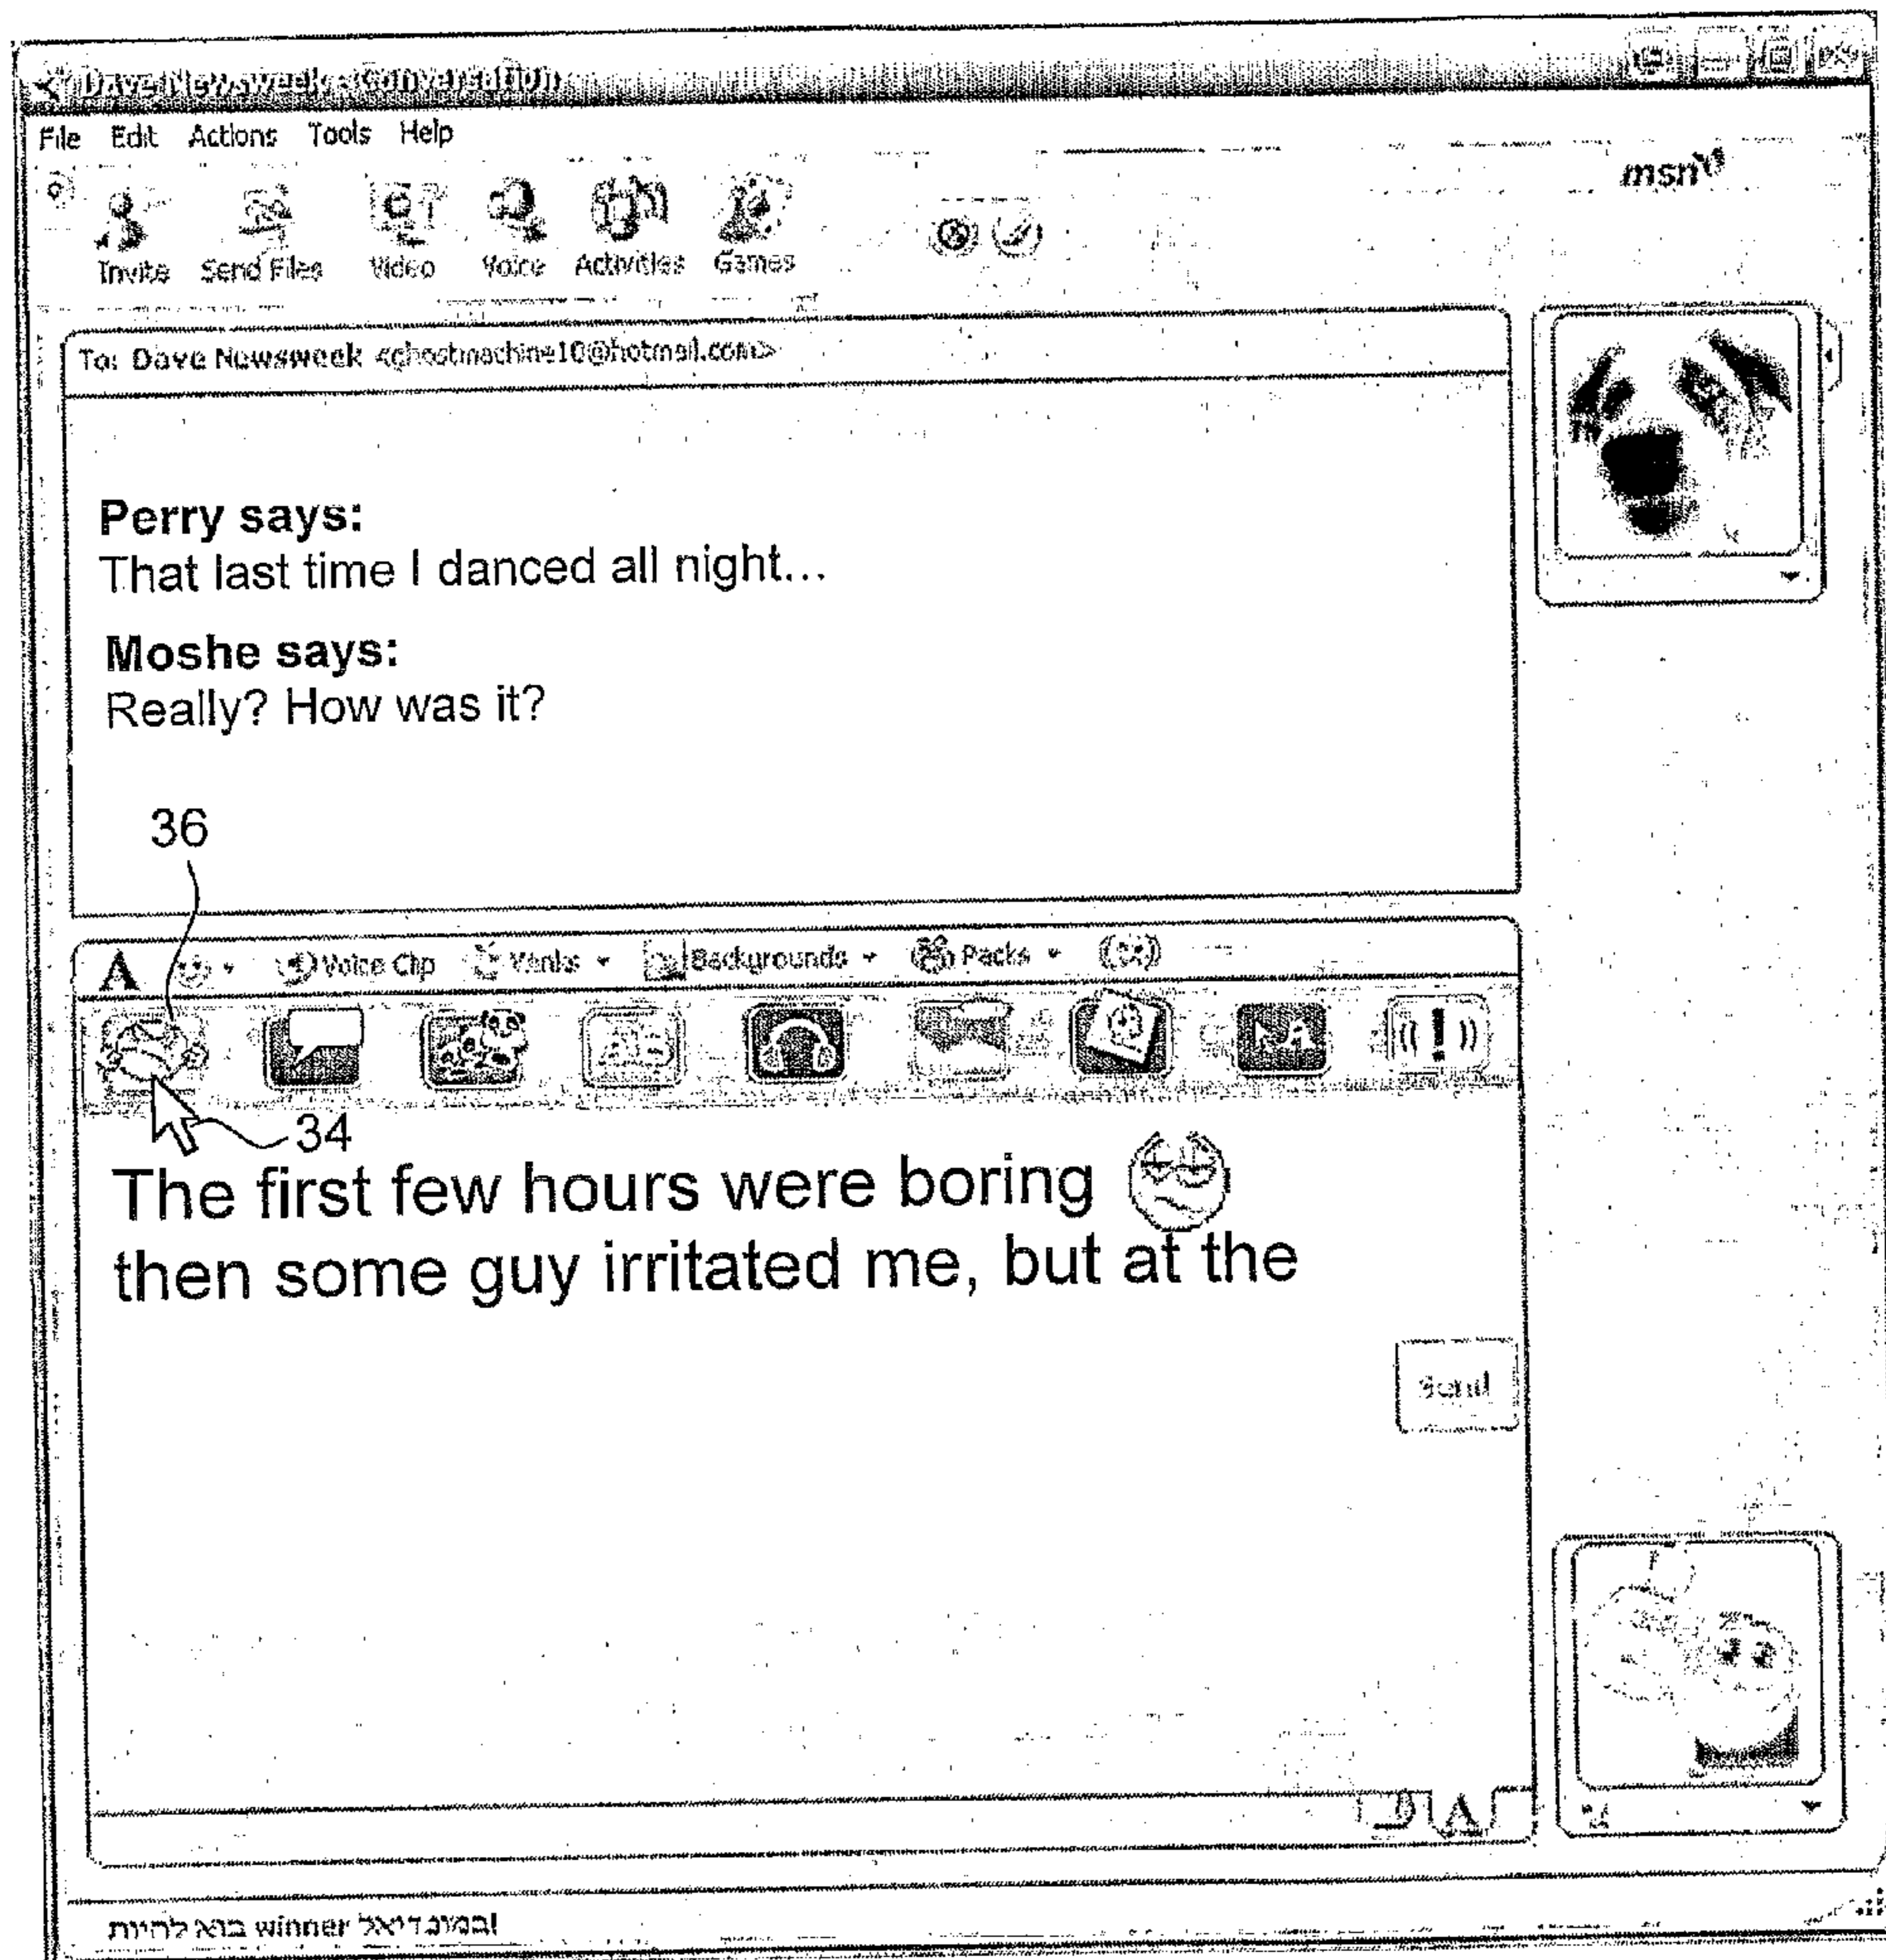 Dave Newsweek - Conversation
File Edit Actions Tools Help
msn
Invite Send Files Video Voice Activities Games
To: Dave Newsweek <ghostmachine10@hotmail.com>
Perry says:
That last time I danced all night...
Moshe says:
Really? How was it?
36
A Voice Clip Winks Backgrounds Packs
A
((!))
34
The first few hours were boring
then some guy irritated me, but at the
Send
A
בוא להיות winner במונדיאל!